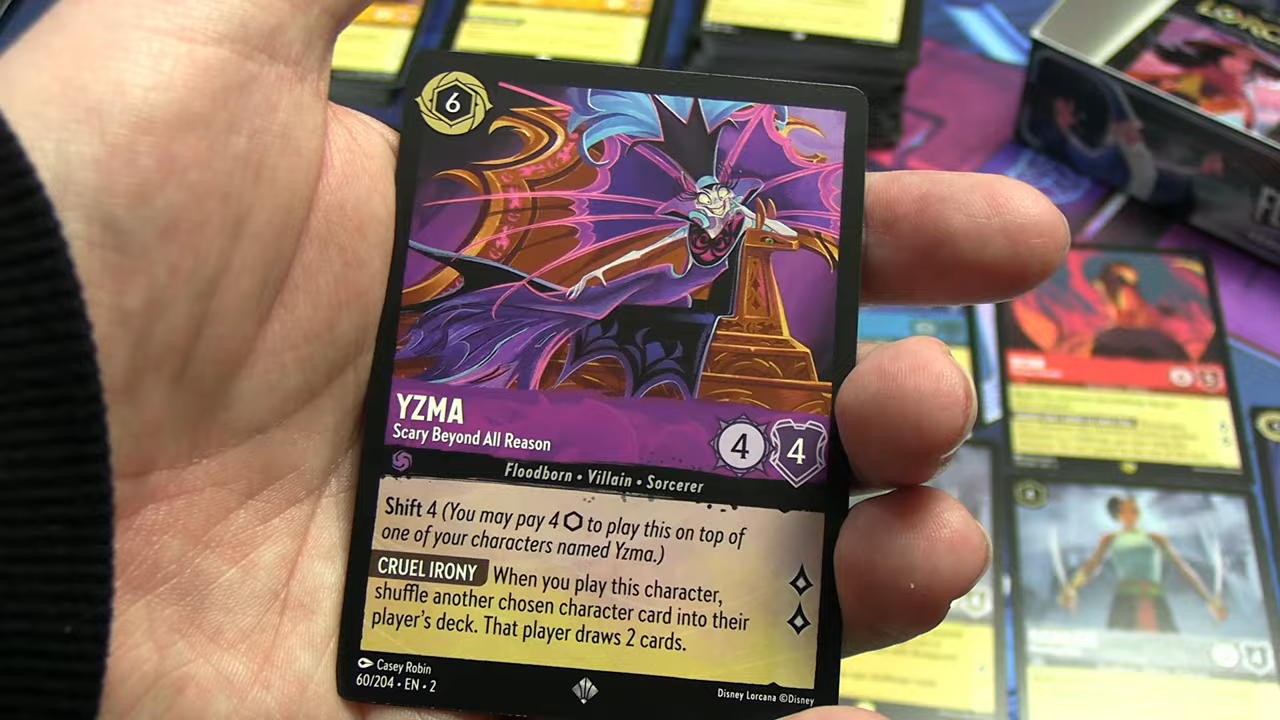 6
YZMA
Scary Beyond All Reason
4
4
Floodborn • Villain • Sorcerer
Shift 4 (You may pay 4 ⬡ to play this on top of
one of your characters named Yzma.)
CRUEL IRONY When you play this character,
shuffle another chosen character card into their
player's deck. That player draws 2 cards.
Casey Robin
60/204 • EN • 2
Disney Lorcana ©Disney